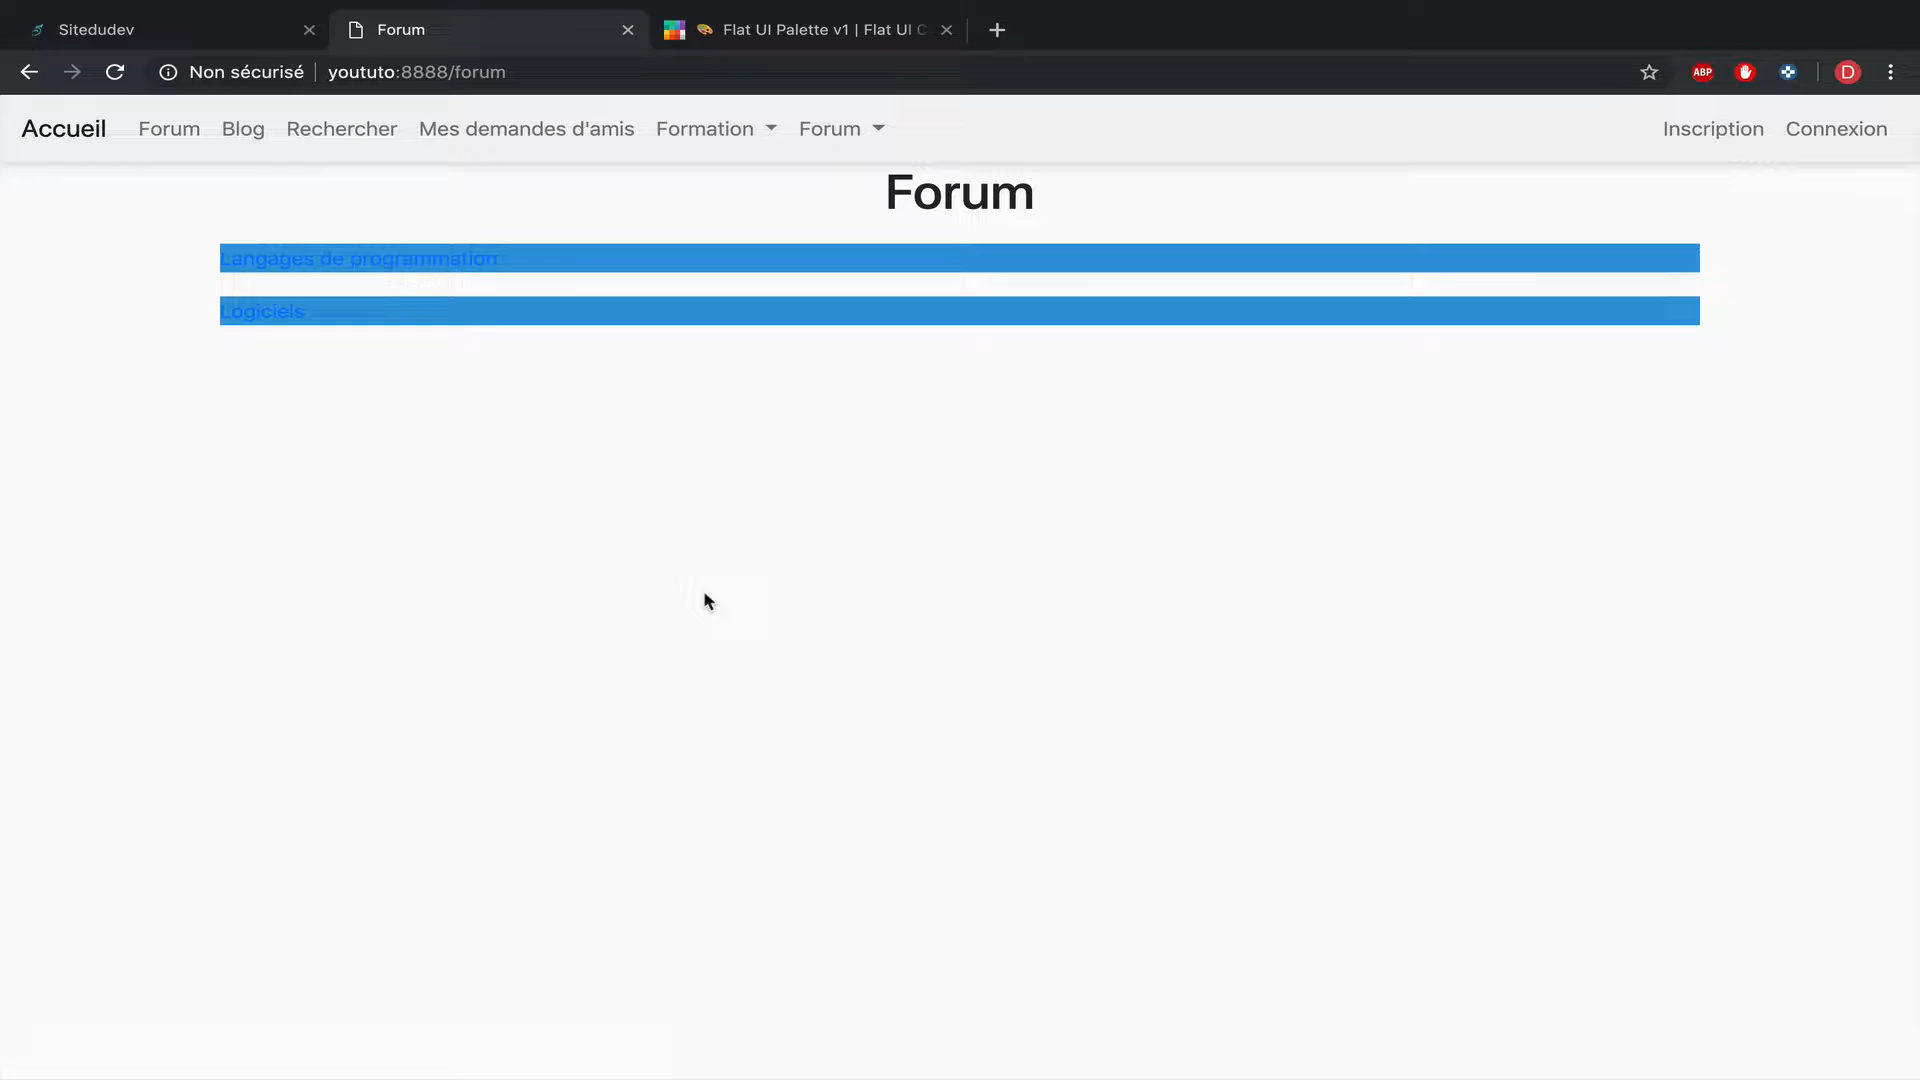 Sitedudev
Forum
Flat UI Palette v1 | Flat UI C
Non sécurisé
yoututo:8888/forum
ABP
D
Accueil Forum Blog Rechercher Mes demandes d'amis Formation Forum Inscription Connexion
Forum
Langages de programmation
Logiciels